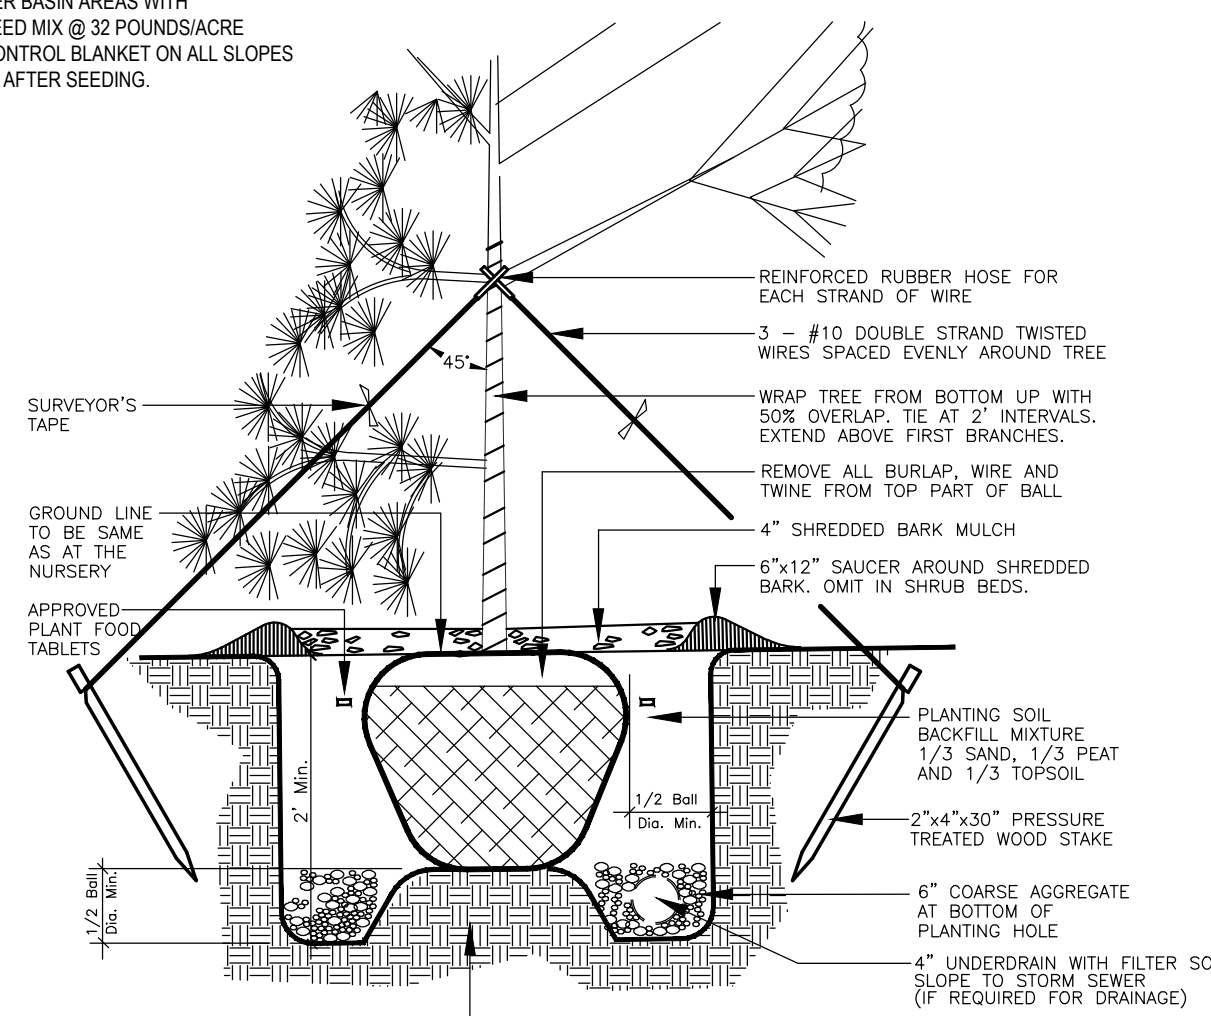 ER BASIN AREAS WITH
EED MIX @ 32 POUNDS/ACRE
ONTROL BLANKET ON ALL SLOPES
AFTER SEEDING.
REINFORCED RUBBER HOSE FOR
EACH STRAND OF WIRE
3 - #10 DOUBLE STRAND TWISTED
WIRES SPACED EVENLY AROUND TREE
45°
SURVEYOR'S
TAPE
WRAP TREE FROM BOTTOM UP WITH
50% OVERLAP. TIE AT 2' INTERVALS.
EXTEND ABOVE FIRST BRANCHES.
REMOVE ALL BURLAP, WIRE AND
TWINE FROM TOP PART OF BALL
GROUND LINE
TO BE SAME
AS AT THE
NURSERY
4" SHREDDED BARK MULCH
6"x12" SAUCER AROUND SHREDDED
BARK. OMIT IN SHRUB BEDS.
APPROVED
PLANT FOOD
TABLETS
PLANTING SOIL
BACKFILL MIXTURE
1/3 SAND, 1/3 PEAT
AND 1/3 TOPSOIL
2' Min.
1/2 Ball
Dia. Min.
2"x4"x30" PRESSURE
TREATED WOOD STAKE
1/2 Ball
Dia. Min.
6" COARSE AGGREGATE
AT BOTTOM OF
PLANTING HOLE
4" UNDERDRAIN WITH FILTER SO
SLOPE TO STORM SEWER
(IF REQUIRED FOR DRAINAGE)